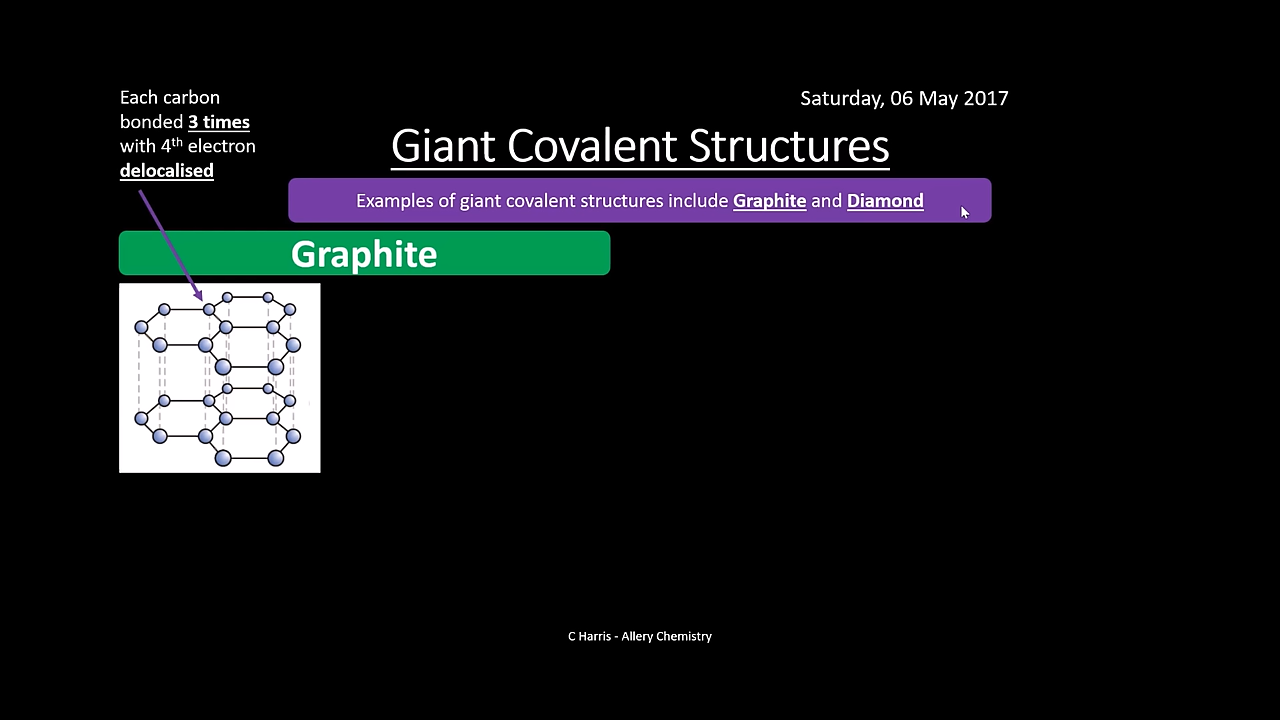 Each carbon
bonded 3 times
with 4th electron
delocalised
Saturday, 06 May 2017
Giant Covalent Structures
Examples of giant covalent structures include Graphite and Diamond
Graphite
C Harris - Allery Chemistry